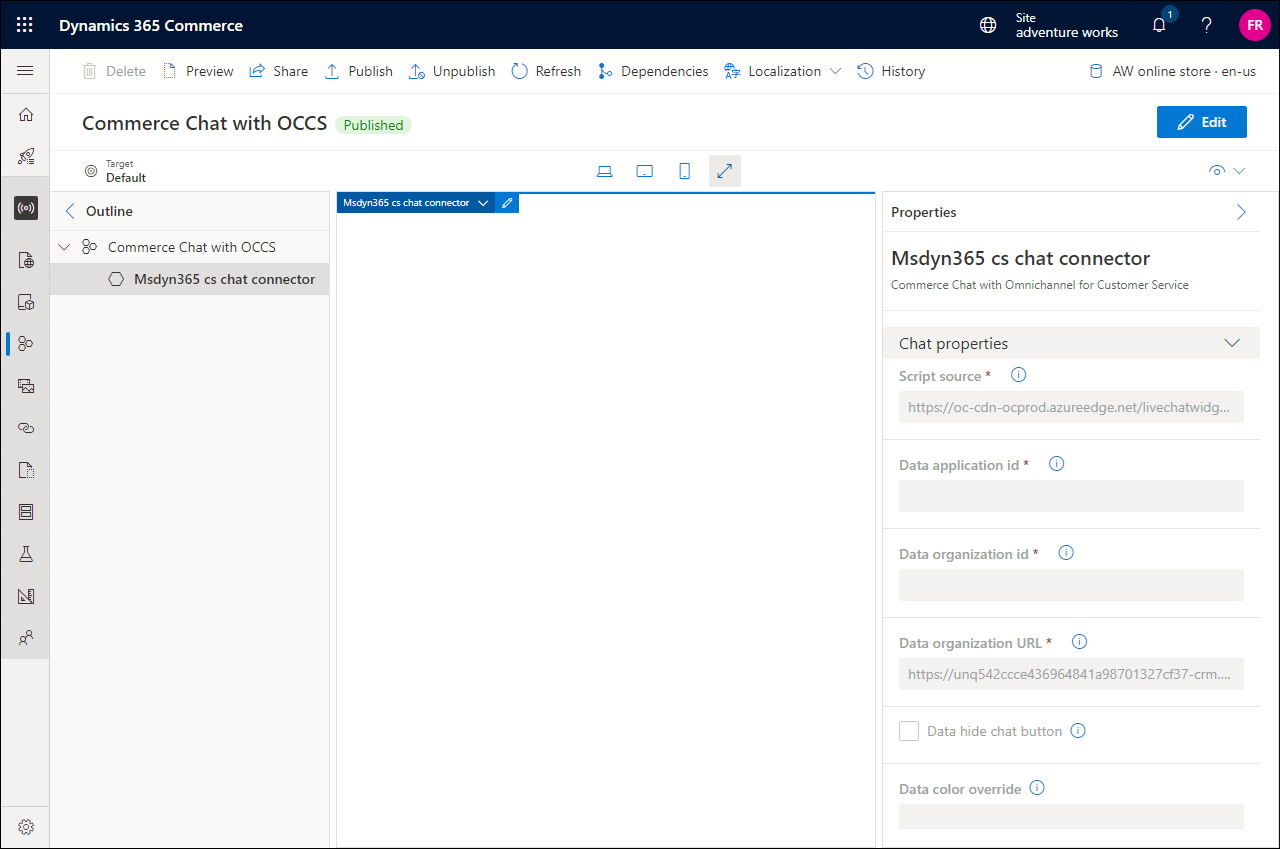 Dynamics 365 Commerce
Site
adventure works
1
?
FR
Delete
Preview
Share
Publish
Unpublish
Refresh
Dependencies
Localization
History
AW online store · en-us
Commerce Chat with OCCS
Published
Edit
Target
Default
Outline
Commerce Chat with OCCS
Msdyn365 cs chat connector
Msdyn365 cs chat connector
Properties
Msdyn365 cs chat connector
Commerce Chat with Omnichannel for Customer Service
Chat properties
Script source *
https://oc-cdn-ocprod.azureedge.net/livechatwidg...
Data application id *
Data organization id *
Data organization URL *
https://unq542ccce436964841a98701327cf37-crm....
Data hide chat button
Data color override